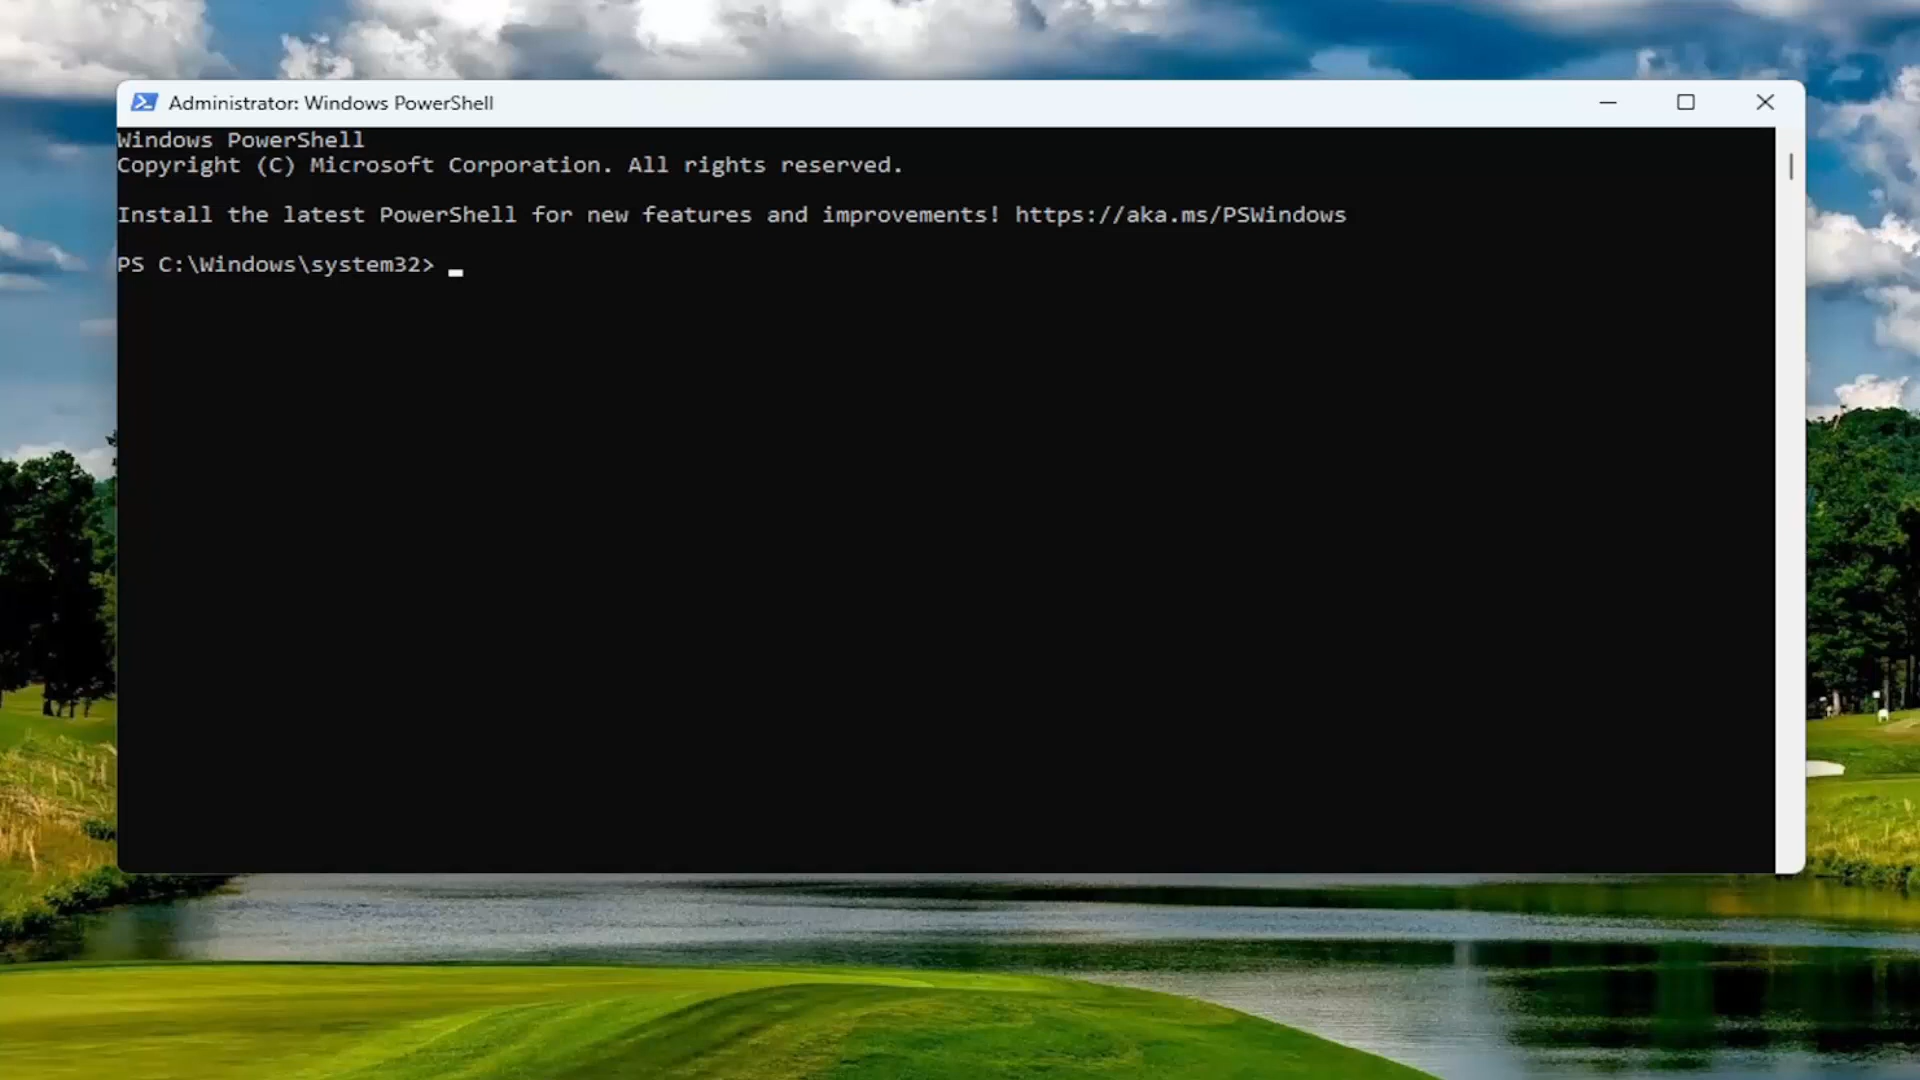 Administrator: Windows PowerShell
Windows PowerShell
Copyright (C) Microsoft Corporation. All rights reserved.
Install the latest PowerShell for new features and improvements! https://aka.ms/PSWindows
PS C:\Windows\system32>